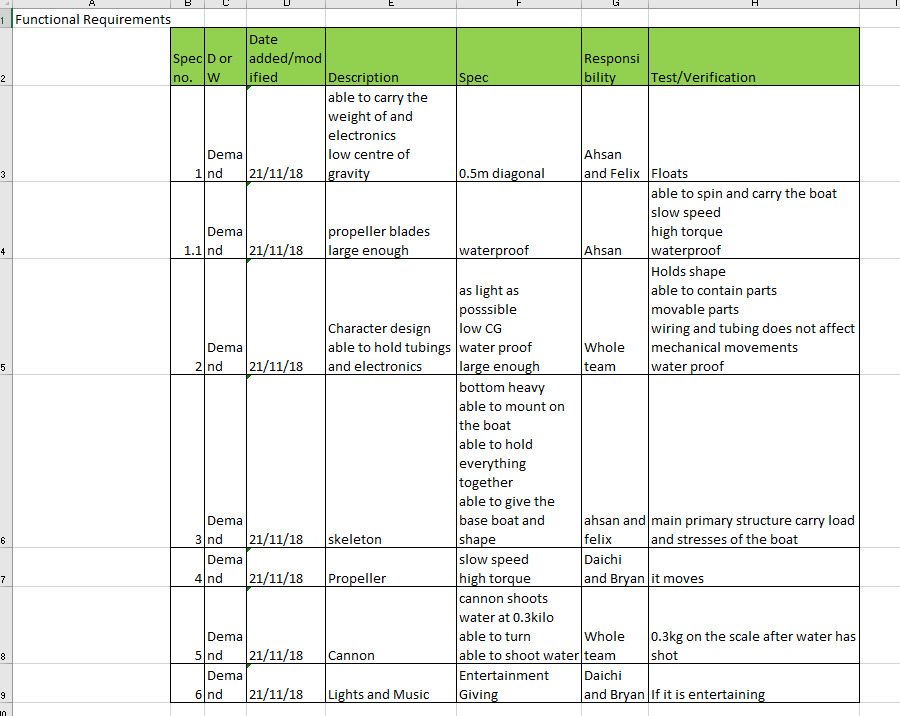 A B C D E F G H I
1 Functional Requirements
2 Spec no. D or W Date added/modified Description Spec Responsibility Test/Verification
able to carry the
weight of and
electronics
low centre of
gravity
3 1 Demand 21/11/18 0.5m diagonal Ahsan and Felix Floats
4 1.1 Demand 21/11/18 propeller blades
large enough
waterproof
Ahsan
able to spin and carry the boat
slow speed
high torque
waterproof
5 2 Demand 21/11/18 Character design
able to hold tubings
and electronics
as light as
posssible
low CG
water proof
large enough
Whole
team
Holds shape
able to contain parts
movable parts
wiring and tubing does not affect
mechanical movements
water proof
6 3 Demand 21/11/18 skeleton
bottom heavy
able to mount on
the boat
able to hold
everything
together
able to give the
base boat and
shape
ahsan and
felix
main primary structure carry load
and stresses of the boat
7 4 Demand 21/11/18 Propeller
slow speed
high torque
Daichi
and Bryan
it moves
8 5 Demand 21/11/18 Cannon
cannon shoots
water at 0.3kilo
able to turn
able to shoot water
Whole
team
0.3kg on the scale after water has
shot
9 6 Demand 21/11/18 Lights and Music
Entertainment
Giving
Daichi
and Bryan
If it is entertaining
10